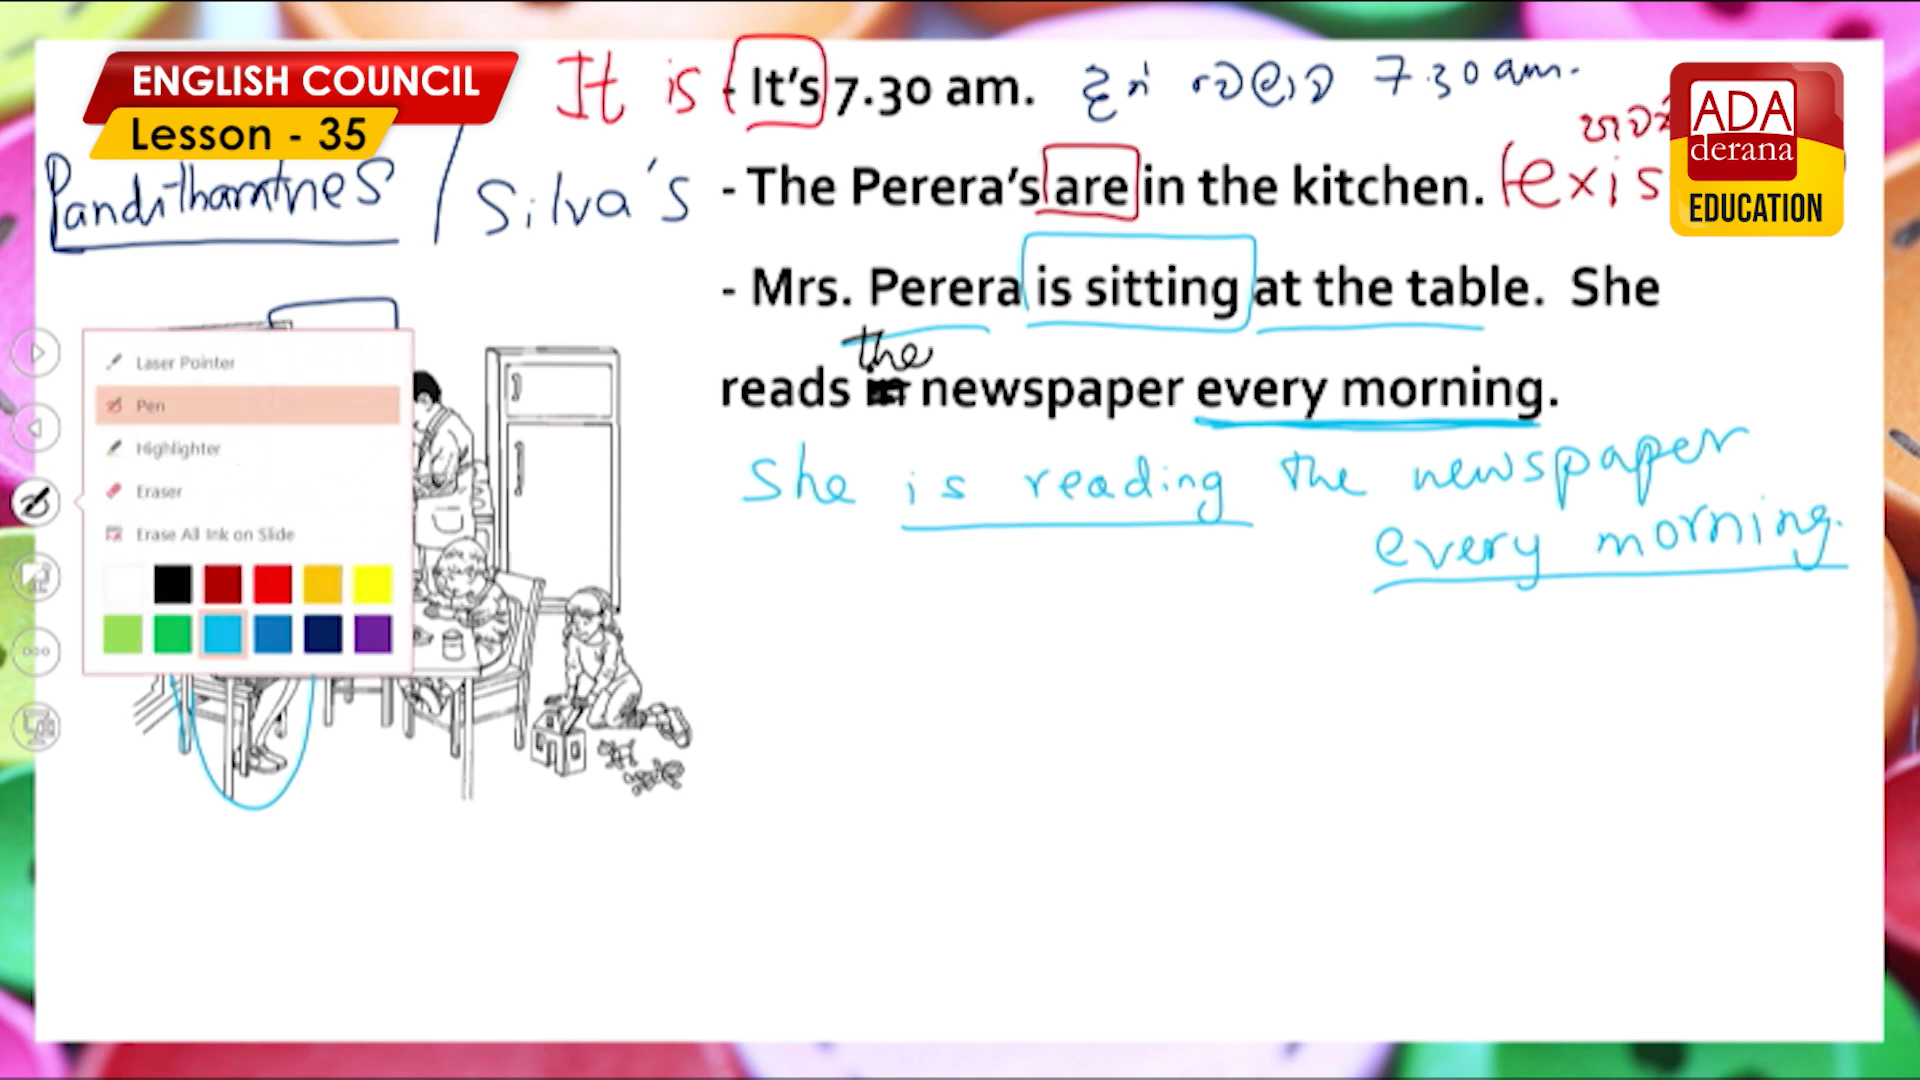 ENGLISH COUNCIL
Lesson - 35
It is - It's 7.30 am. දැන් වෙලාව 7.30 am.
Pandітharatnes / Silva's - The Perera's are in the kitchen. (exis
ADA
derana
EDUCATION
- Mrs. Perera is sitting at the table. She
the
reads newspaper every morning.
She is reading the newspaper
every morning.
Laser Pointer
Pen
Highlighter
Eraser
Erase All Ink on Slide